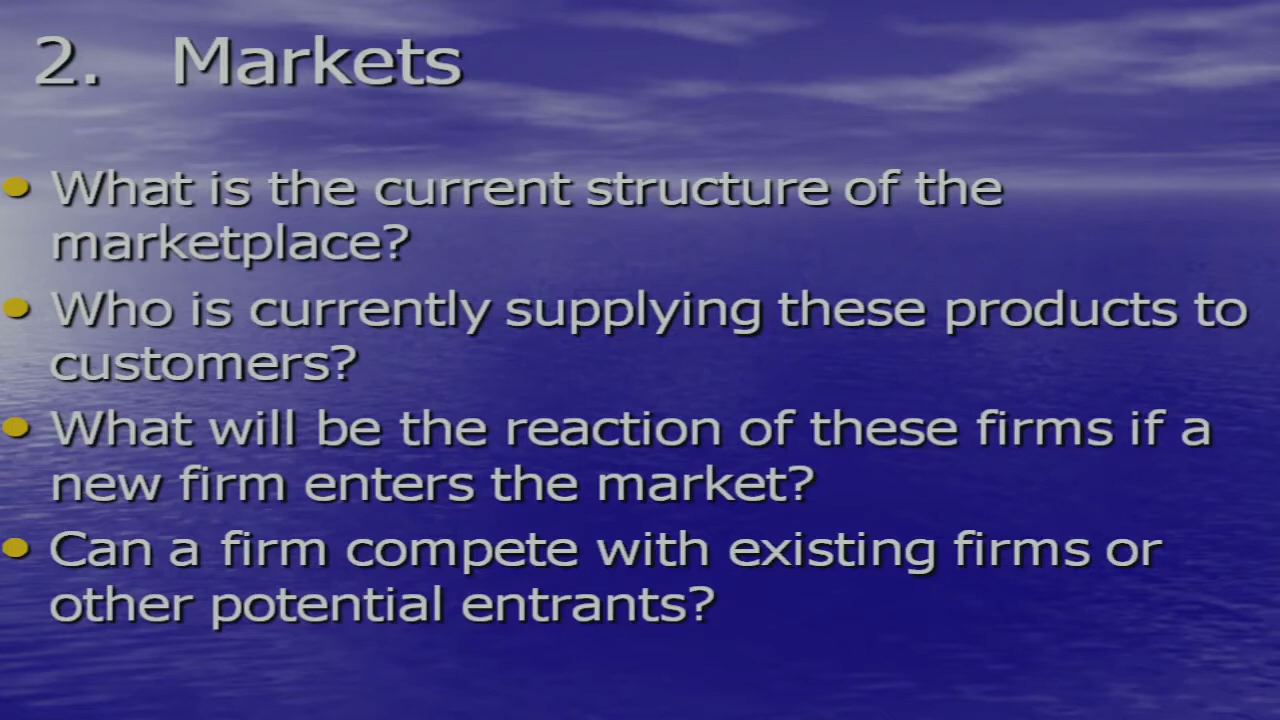 2. Markets
• What is the current structure of the
marketplace?
• Who is currently supplying these products to
customers?
• What will be the reaction of these firms if a
new firm enters the market?
• Can a firm compete with existing firms or
other potential entrants?